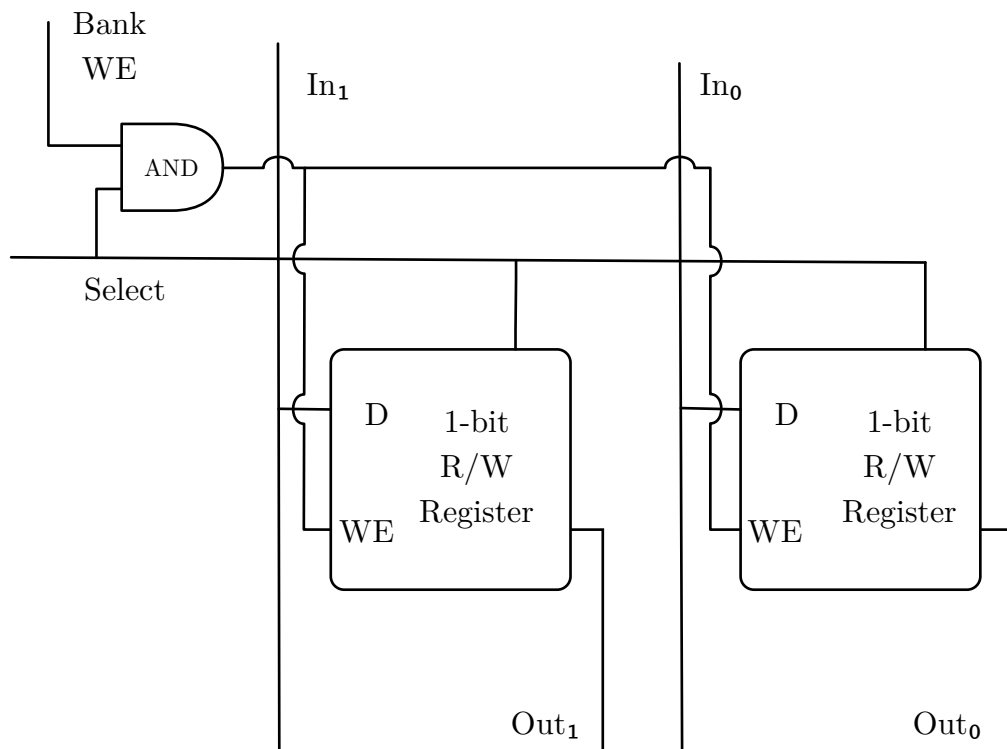 Bank
WE
In₁
In₀
AND
Select
D
1-bit
R/W
Register
WE
D
1-bit
R/W
Register
WE
Out₁
Out₀